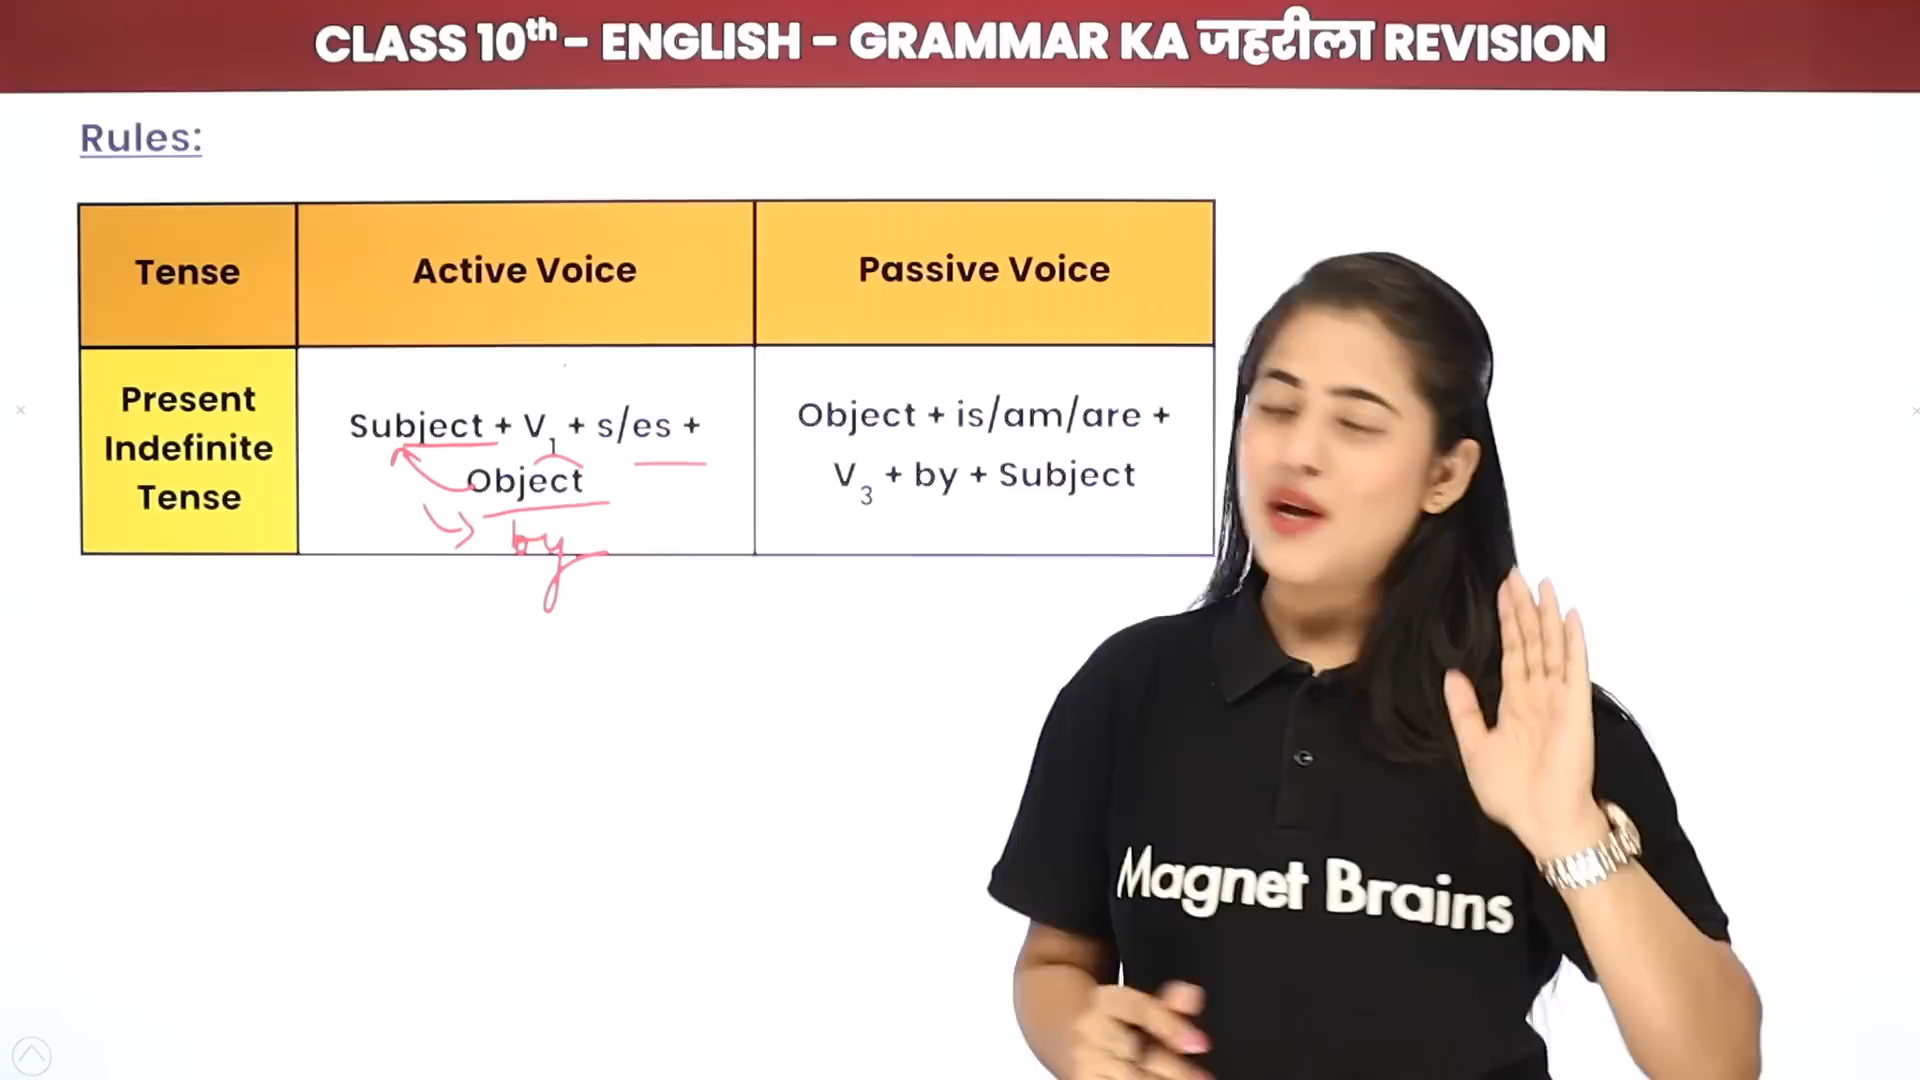 CLASS 10th - ENGLISH - GRAMMAR KA जहरीला REVISION
Rules:
Tense
Active Voice
Passive Voice
Present
Indefinite
Tense
Subject + V1 + s/es +
Object
by
Object + is/am/are +
V3 + by + Subject
Magnet Brains